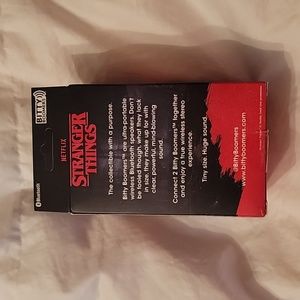 BITTY
BOOMERS
NETFLIX
STRANGER
THINGS
The collectible with a purpose.
Bitty Boomers™ are ultra-portable
wireless Bluetooth speakers. Don't
be fooled though, what they lack
in size, they make up for with
clear, powerful, mind-blowing
sound.
Connect 2 Bitty Boomers™ together
and enjoy a true wireless stereo
experience.
Tiny size. Huge sound.
@BittyBoomers
www.bittyboomers.com
Bluetooth